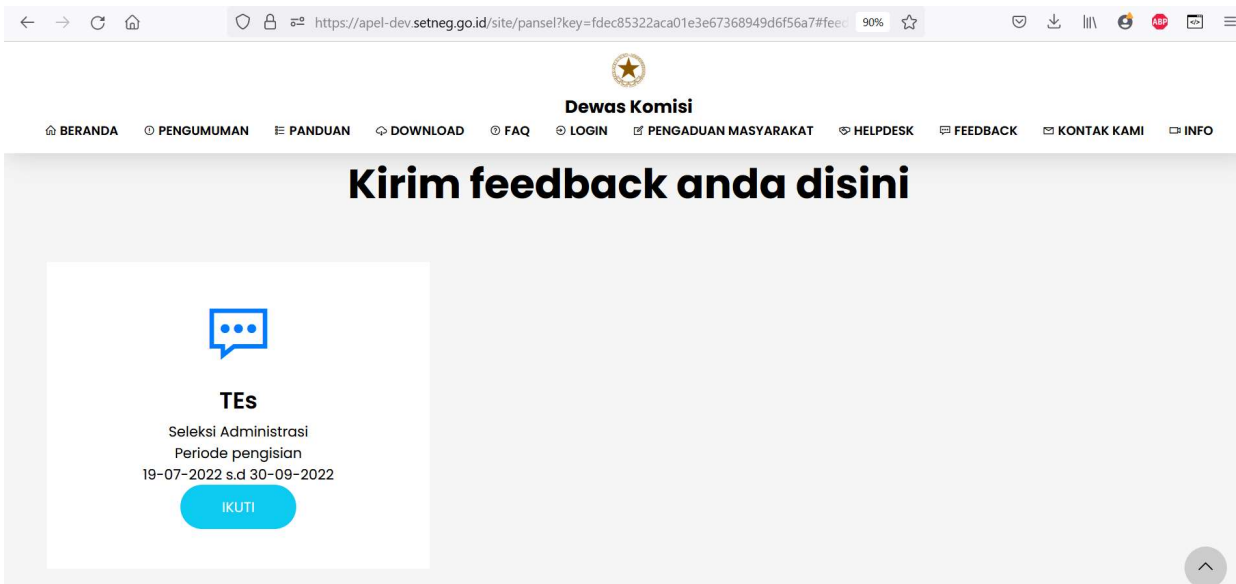 https://apel-dev.setneg.go.id/site/pansel?key=fdec85322aca01e3e67368949d6f56a7#feec 90% ABP
Dewas Komisi
BERANDA PENGUMUMAN PANDUAN DOWNLOAD FAQ LOGIN PENGADUAN MASYARAKAT HELPDESK FEEDBACK KONTAK KAMI INFO
Kirim feedback anda disini
TEs
Seleksi Administrasi
Periode pengisian
19-07-2022 s.d 30-09-2022
IKUTI